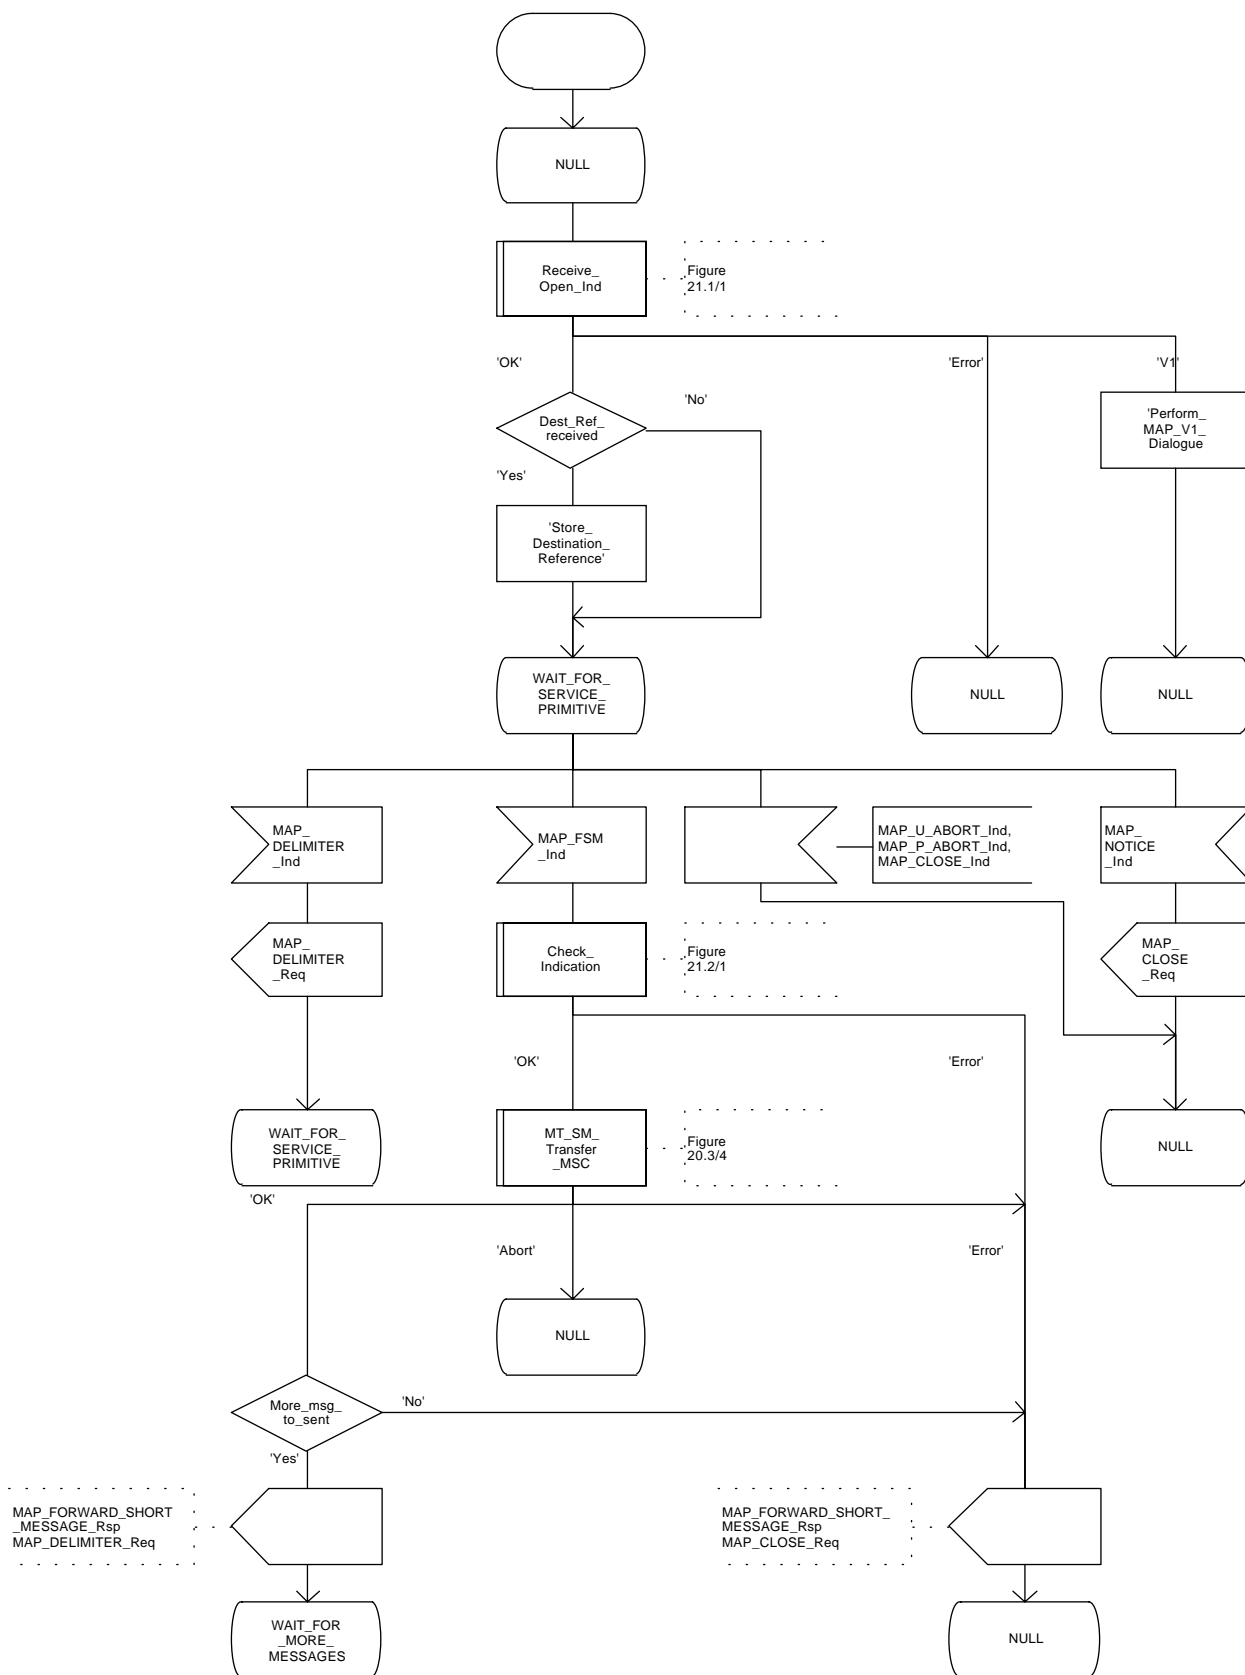 NULL
Receive_
Open_Ind
Figure
21.1/1
'OK'
'Error'
'V1'
Dest_Ref_
received
'No'
'Perform_
MAP_V1_
Dialogue
'Yes'
'Store_
Destination_
Reference'
WAIT_FOR_
SERVICE_
PRIMITIVE
NULL
NULL
MAP_
DELIMITER
_Ind
MAP_FSM
_Ind
MAP_U_ABORT_Ind,
MAP_P_ABORT_Ind,
MAP_CLOSE_Ind
MAP_
NOTICE
_Ind
MAP_
DELIMITER
_Req
Check_
Indication
Figure
21.2/1
MAP_
CLOSE
_Req
'OK'
'Error'
WAIT_FOR_
SERVICE_
PRIMITIVE
MT_SM_
Transfer
_MSC
Figure
20.3/4
NULL
'OK'
'Abort'
'Error'
NULL
More_msg_
to_sent
'No'
'Yes'
MAP_FORWARD_SHORT
_MESSAGE_Rsp
MAP_DELIMITER_Req
MAP_FORWARD_SHORT_
MESSAGE_Rsp
MAP_CLOSE_Req
WAIT_FOR
_MORE_
MESSAGES
NULL